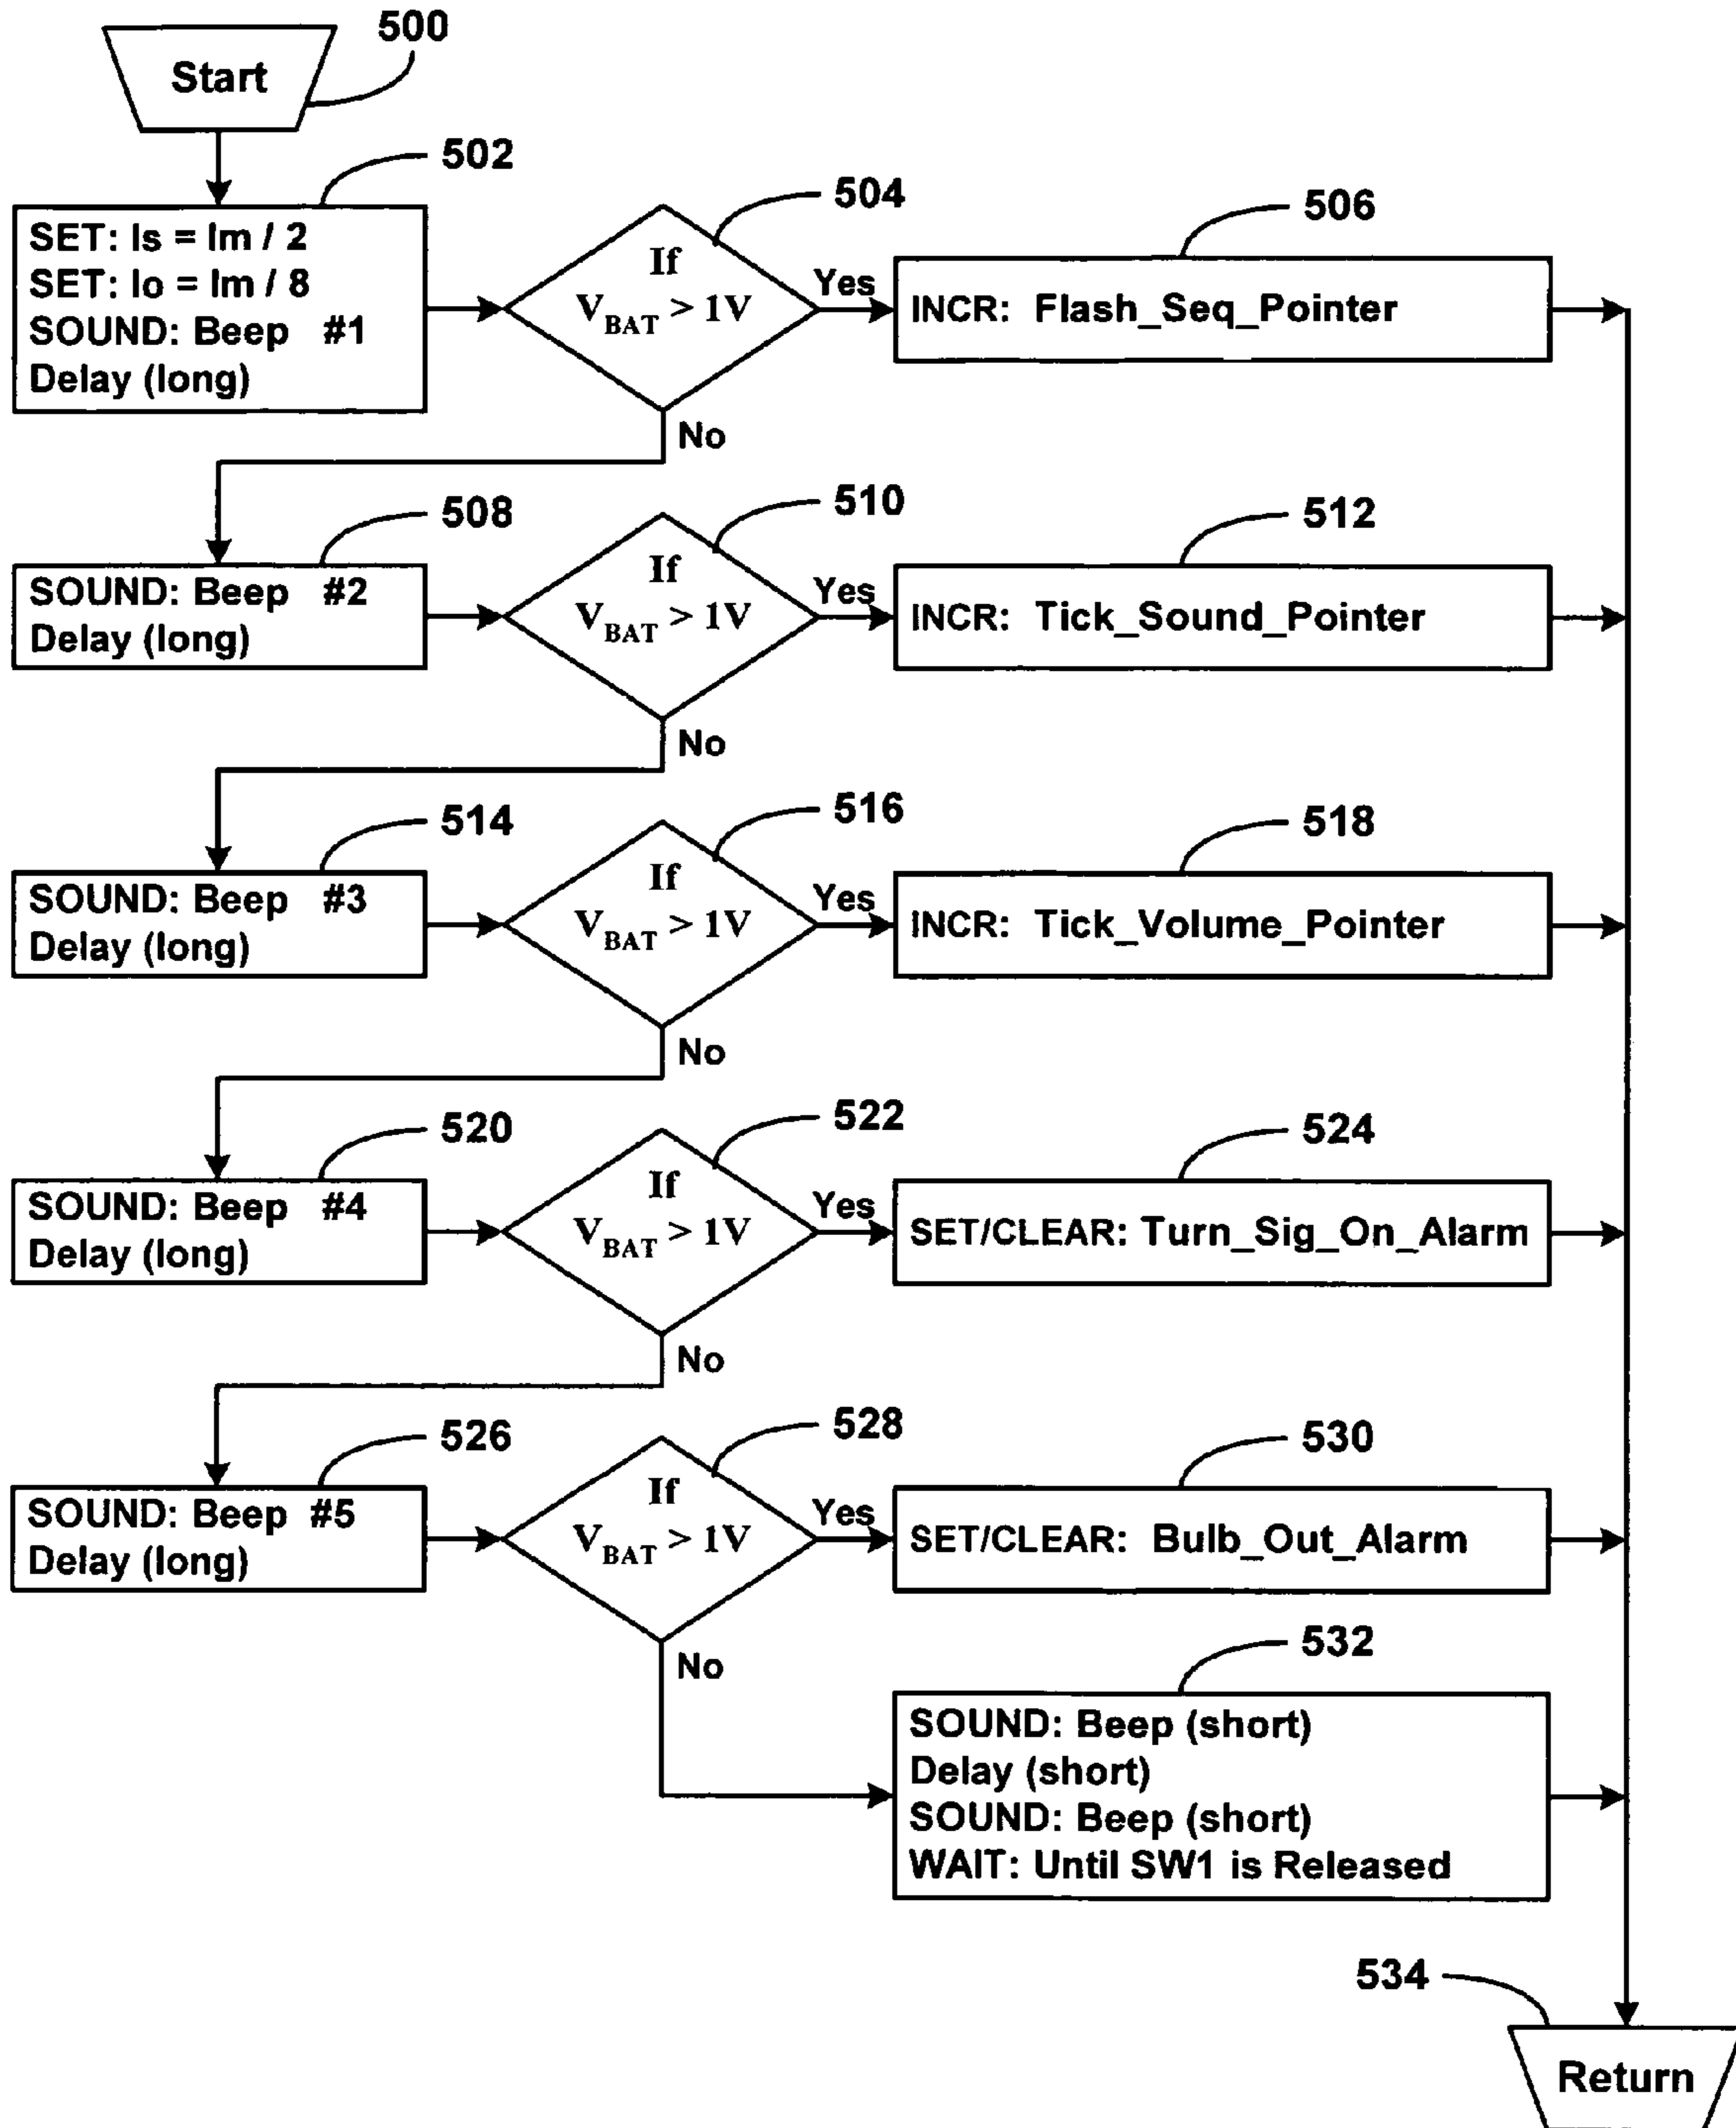 500
Start
502
SET: Is = Im / 2
SET: Io = Im / 8
SOUND: Beep #1
Delay (long)
504
If
VBAT > 1V
Yes
No
506
INCR: Flash_Seq_Pointer
508
SOUND: Beep #2
Delay (long)
510
If
VBAT > 1V
Yes
No
512
INCR: Tick_Sound_Pointer
514
SOUND: Beep #3
Delay (long)
516
If
VBAT > 1V
Yes
No
518
INCR: Tick_Volume_Pointer
520
SOUND: Beep #4
Delay (long)
522
If
VBAT > 1V
Yes
No
524
SET/CLEAR: Turn_Sig_On_Alarm
526
SOUND: Beep #5
Delay (long)
528
If
VBAT > 1V
Yes
No
530
SET/CLEAR: Bulb_Out_Alarm
532
SOUND: Beep (short)
Delay (short)
SOUND: Beep (short)
WAIT: Until SW1 is Released
534
Return